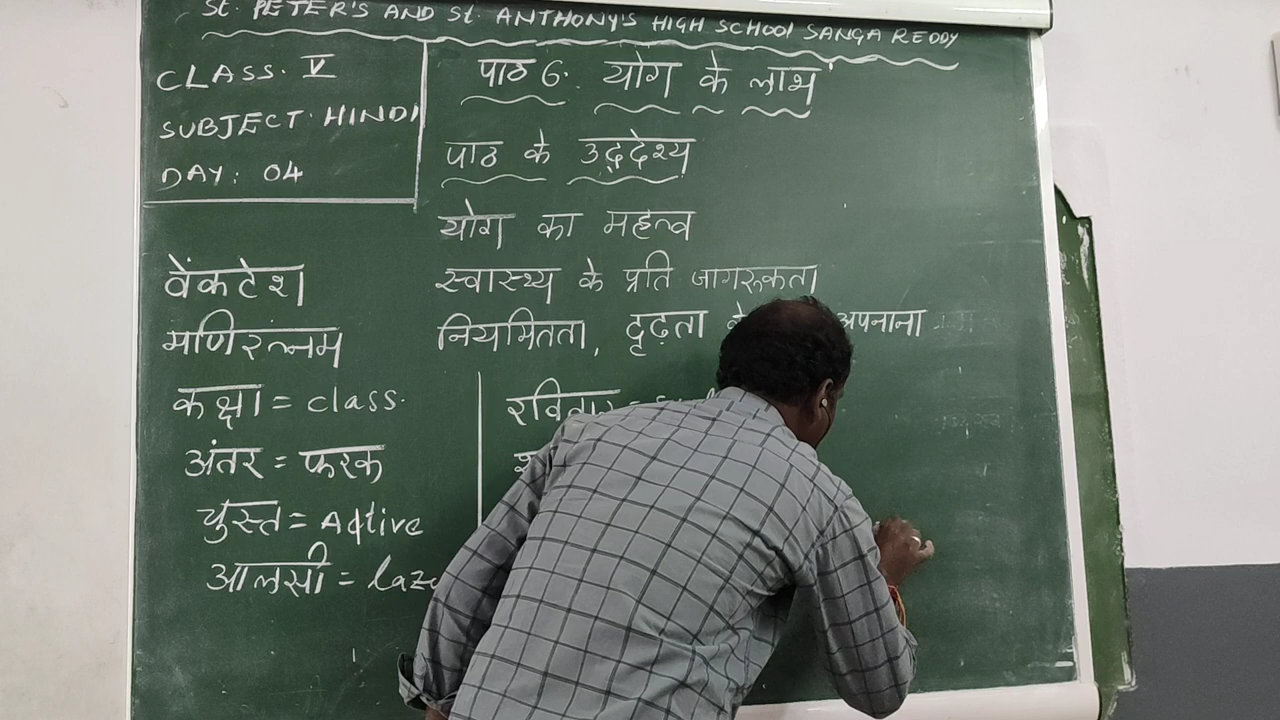 St. PETER'S AND St. ANTHONY'S HIGH SCHOOL SANGA REDDY
CLASS. V
SUBJECT. HINDI
DAY: 04
पाठ 6. योग के लाभ
पाठ के उद्देश्य
योग का महत्व
स्वास्थ्य के प्रति जागरूकता
नियमितता, दृढ़ता के अपनाना
वेंकटेश
मणिरत्नम
कक्षा = class.
अंतर = फरक
चुस्त = Active
आलसी =
रविवार =